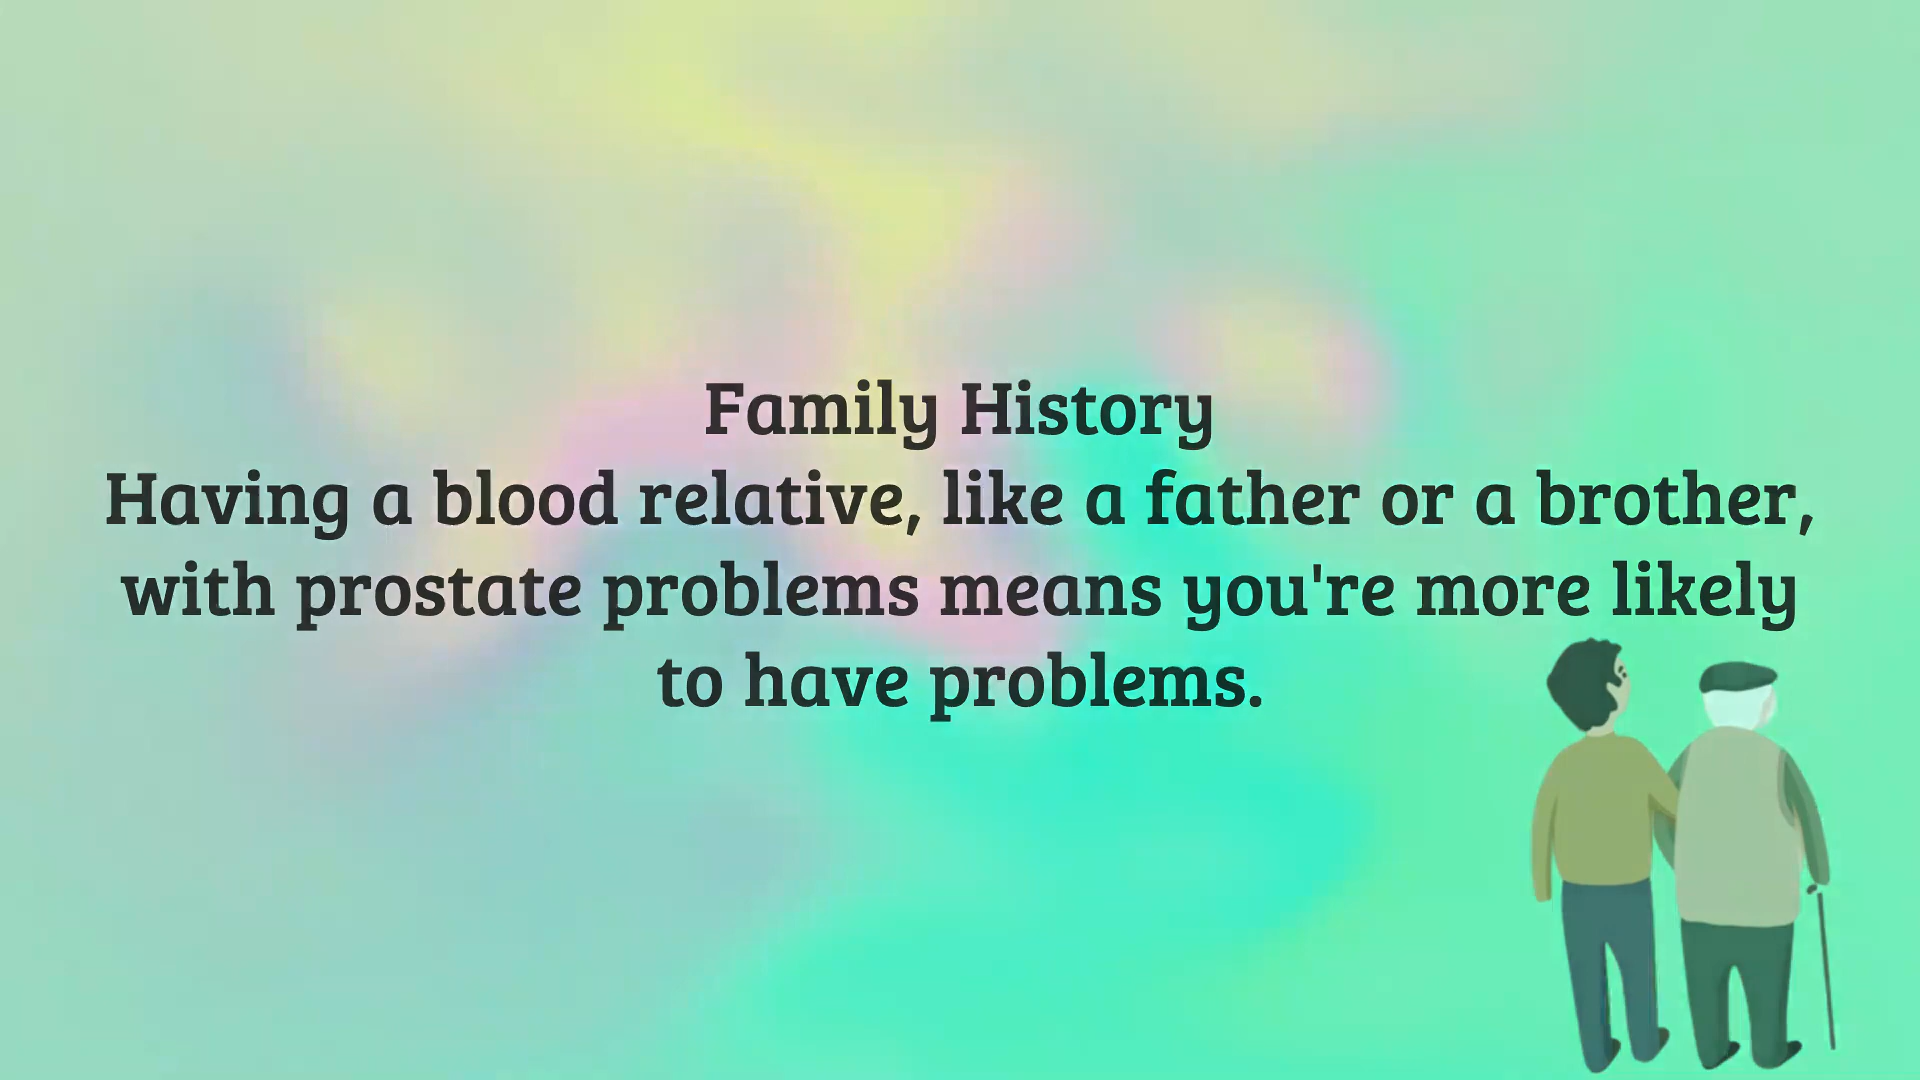 Family History
Having a blood relative, like a father or a brother,
with prostate problems means you're more likely
to have problems.